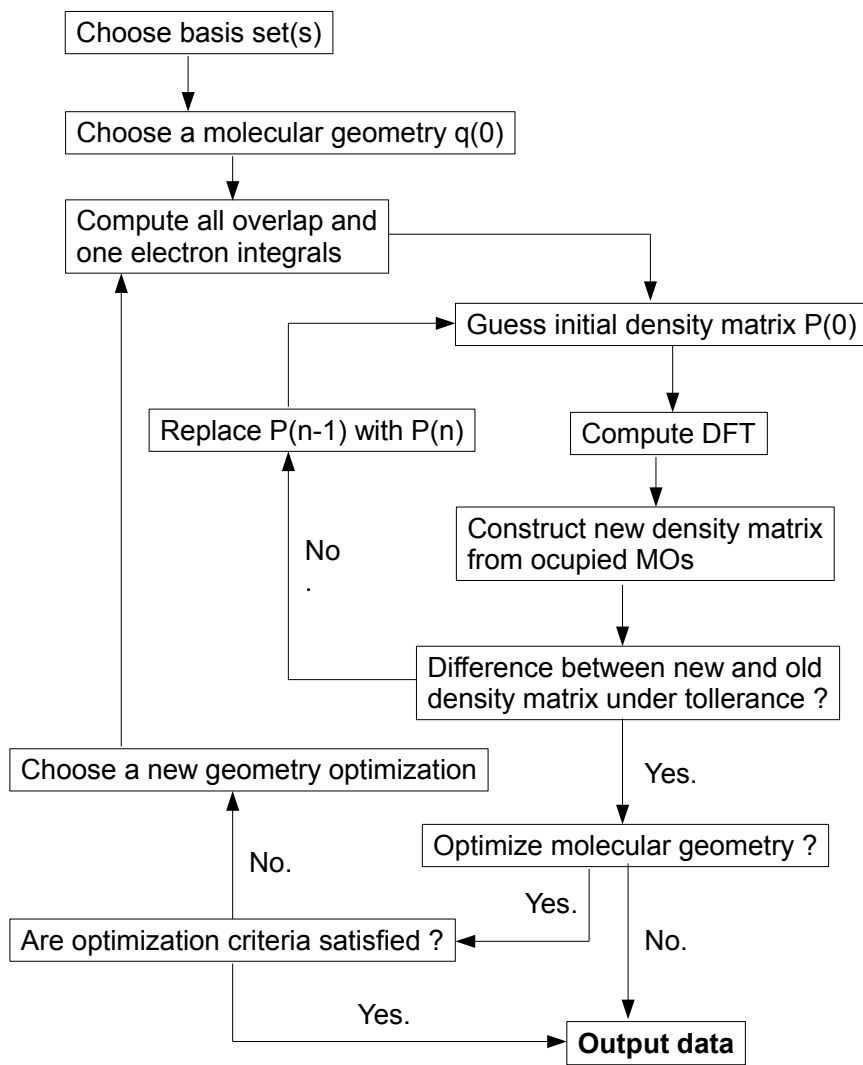 Choose basis set(s)
Choose a molecular geometry q(0)
Compute all overlap and
one electron integrals
Guess initial density matrix P(0)
Replace P(n-1) with P(n)
Compute DFT
Construct new density matrix
from ocupied MOs
No
.
Difference between new and old
density matrix under tollerance ?
Choose a new geometry optimization
Yes.
Optimize molecular geometry ?
No.
Yes.
Are optimization criteria satisfied ?
No.
Yes.
Output data